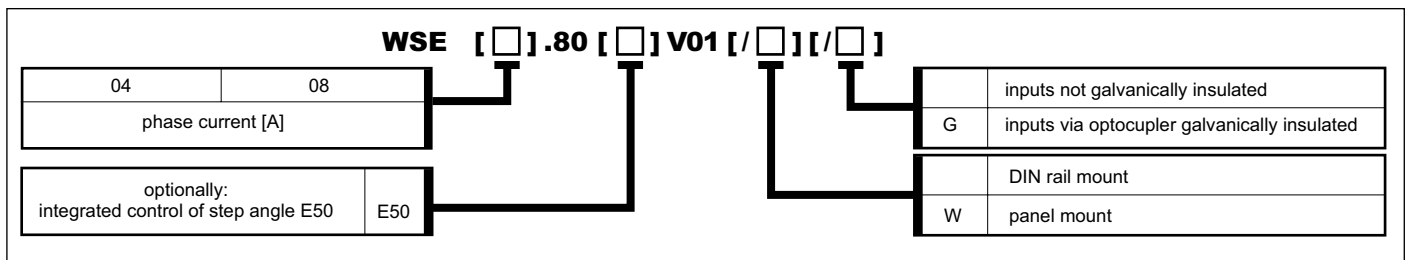 WSE [□].80[□]V01[/□][/□]
04 08
phase current [A]
optionally:
integrated control of step angle E50 E50
inputs not galvanically insulated
G inputs via optocupler galvanically insulated
DIN rail mount
W panel mount